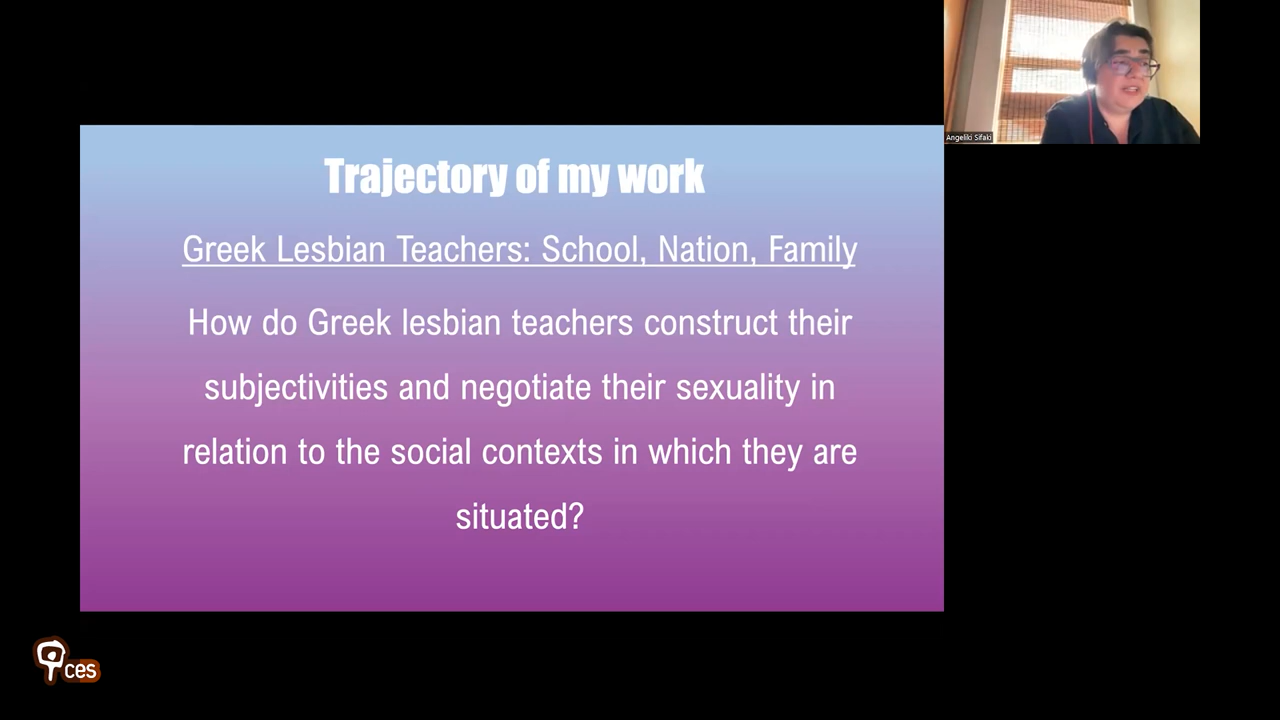 Angeliki Sifaki
Trajectory of my work
Greek Lesbian Teachers: School, Nation, Family
How do Greek lesbian teachers construct their
subjectivities and negotiate their sexuality in
relation to the social contexts in which they are
situated?
ces